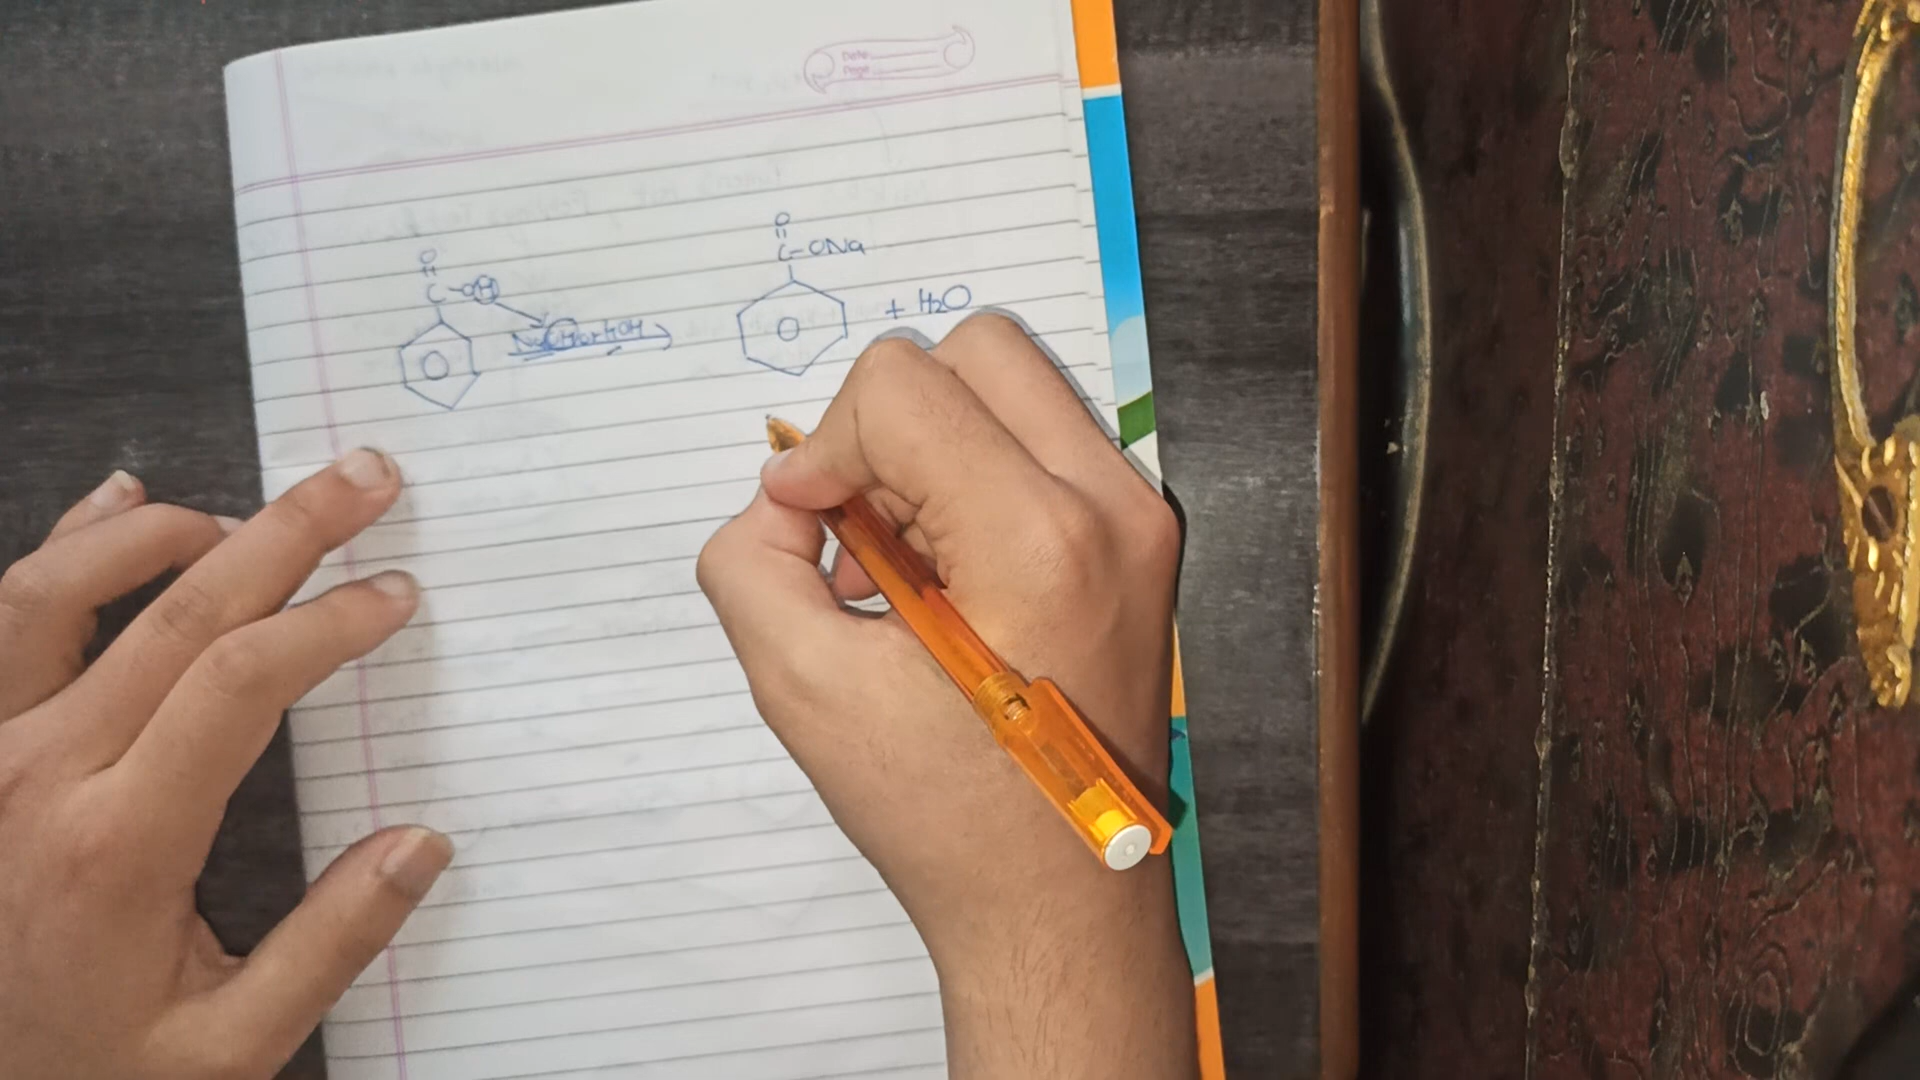 Date
Page
O
O
C-ONa
C-OH
+ H2O
NaOH or KOH